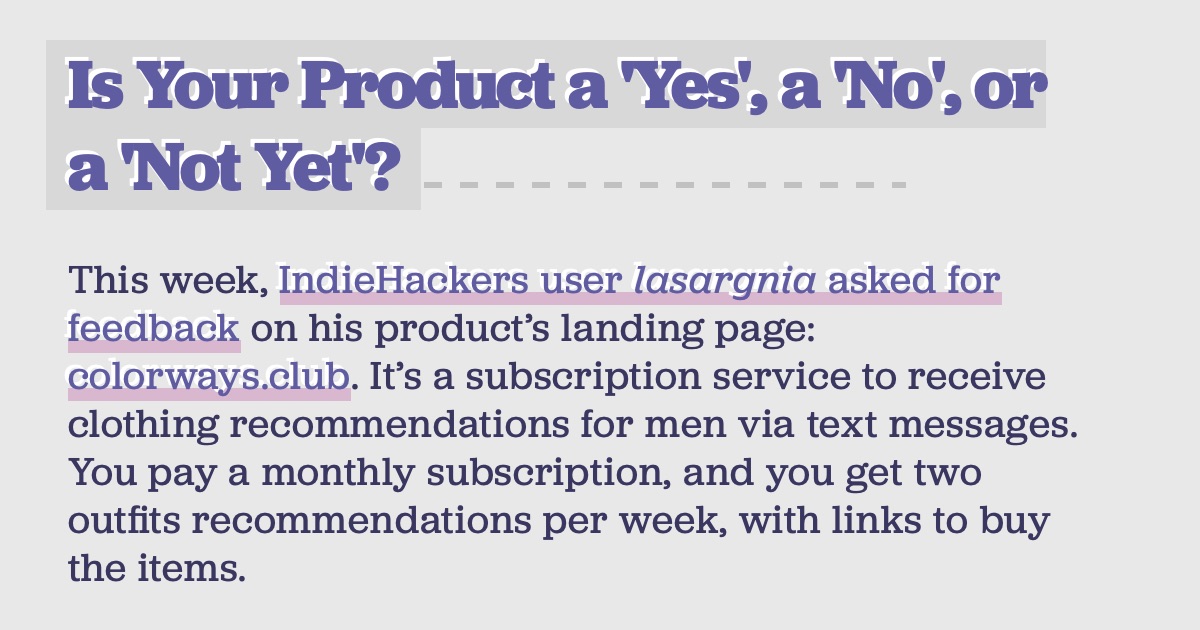 Is Your Product a 'Yes', a 'No', or
a 'Not Yet'?
This week, IndieHackers user lasargnia asked for
feedback on his product’s landing page:
colorways.club. It’s a subscription service to receive
clothing recommendations for men via text messages.
You pay a monthly subscription, and you get two
outfits recommendations per week, with links to buy
the items.